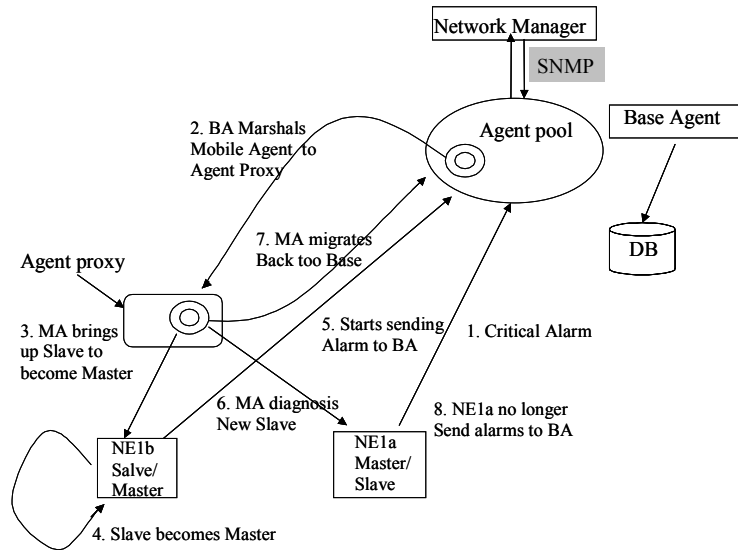 Network Manager
SNMP
Agent pool
Base Agent
DB
2. BA Marshals
Mobile Agent to
Agent Proxy
7. MA migrates
Back too Base
Agent proxy
3. MA brings
up Slave to
become Master
5. Starts sending
Alarm to BA
1. Critical Alarm
6. MA diagnosis
New Slave
8. NE1a no longer
Send alarms to BA
NE1b
Salve/
Master
NE1a
Master/
Slave
4. Slave becomes Master